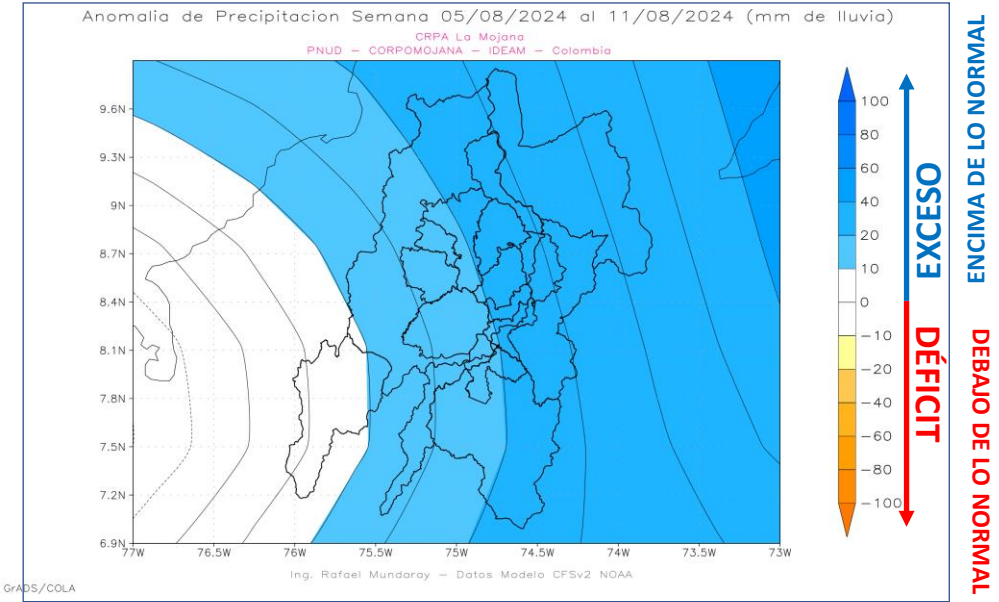 Anomalia de Precipitacion Semana 05/08/2024 al 11/08/2024 (mm de lluvia)
CRPA La Mojana
PNUD – CORPOMOJANA – IDEAM – Colombia
9.6N
9.3N
9N
8.7N
8.4N
8.1N
7.8N
7.5N
7.2N
6.9N
77W
76.5W
76W
75.5W
75W
74.5W
74W
73.5W
73W
100
80
60
40
20
10
0
−10
−20
−40
−60
−80
−100
EXCESO
DÉFICIT
ENCIMA DE LO NORMAL
DEBAJO DE LO NORMAL
Ing. Rafael Mundaray – Datos Modelo CFSv2 NOAA
GrADS/COLA